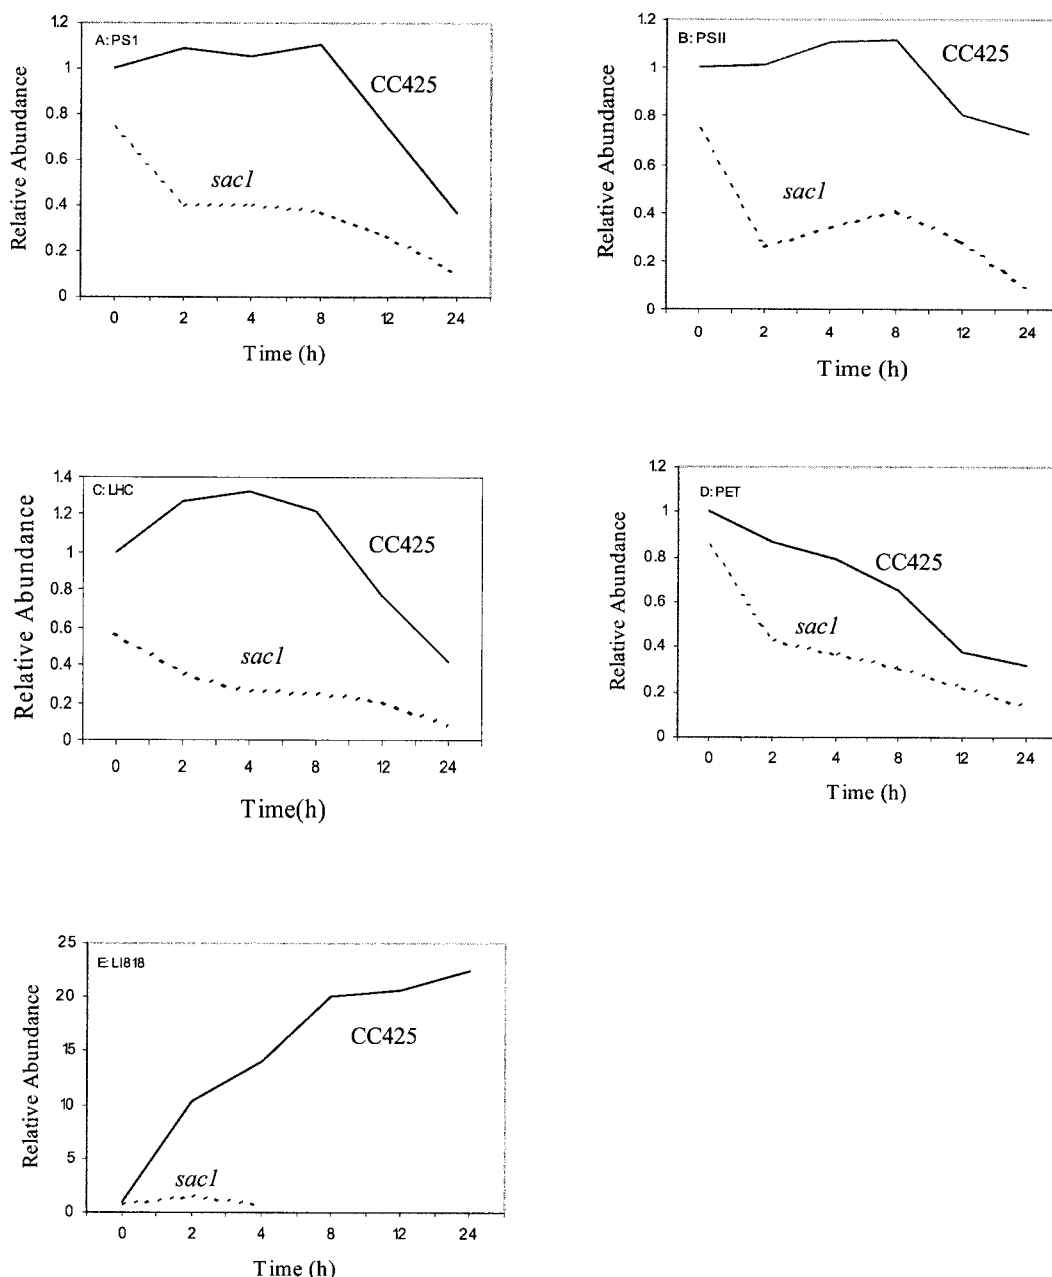 A: PS1
1.2
1
0.8
0.6
0.4
0.2
0
Relative Abundance
CC425
sac1
0 2 4 8 12 24
Time (h)
B: PSII
1.2
1
0.8
0.6
0.4
0.2
0
Relative Abundance
CC425
sac1
0 2 4 8 12 24
Time (h)
C: LHC
1.4
1.2
1
0.8
0.6
0.4
0.2
0
Relative Abundance
CC425
sac1
0 2 4 8 12 24
Time(h)
D: PET
1.2
1
0.8
0.6
0.4
0.2
0
Relative Abundance
CC425
sac1
0 2 4 8 12 24
Time (h)
E: LI818
25
20
15
10
5
0
Relative Abundance
CC425
sac1
0 2 4 8 12 24
Time (h)